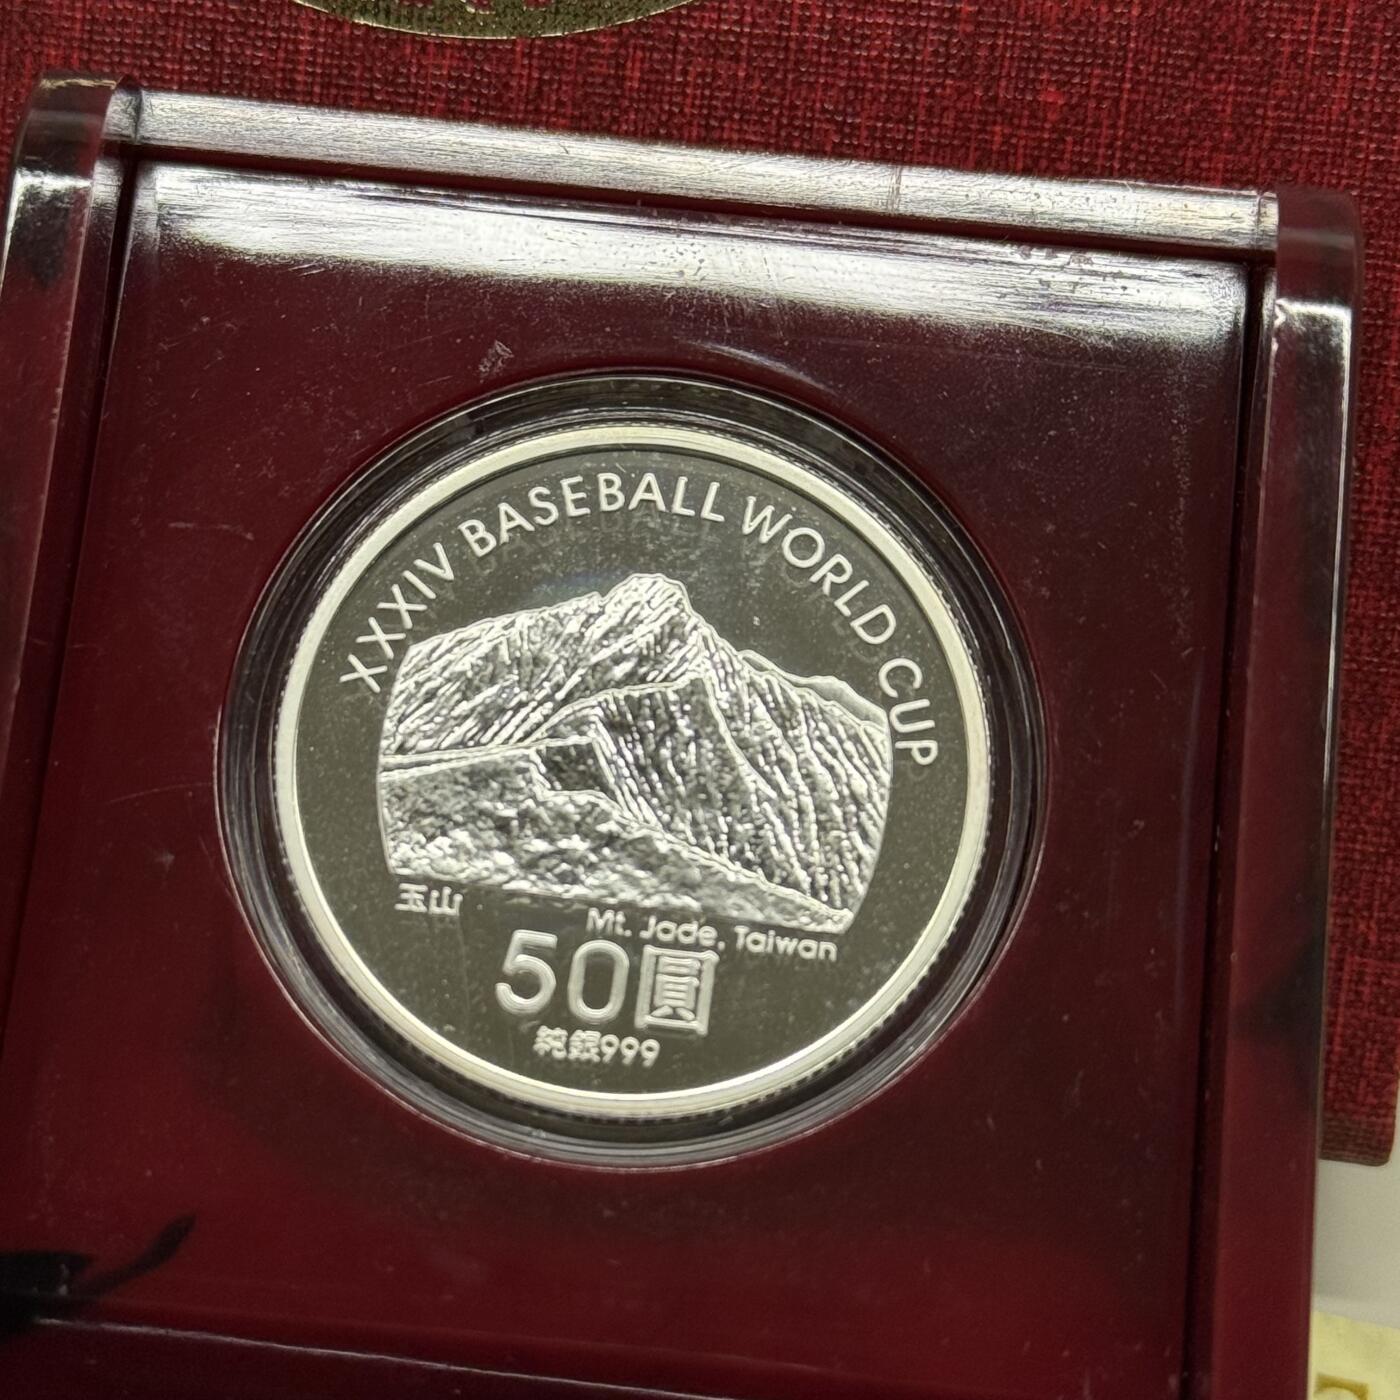 XXXIV BASEBALL WORLD CUP
玉山
Mt. Jade, Taiwan
50圓
純銀999